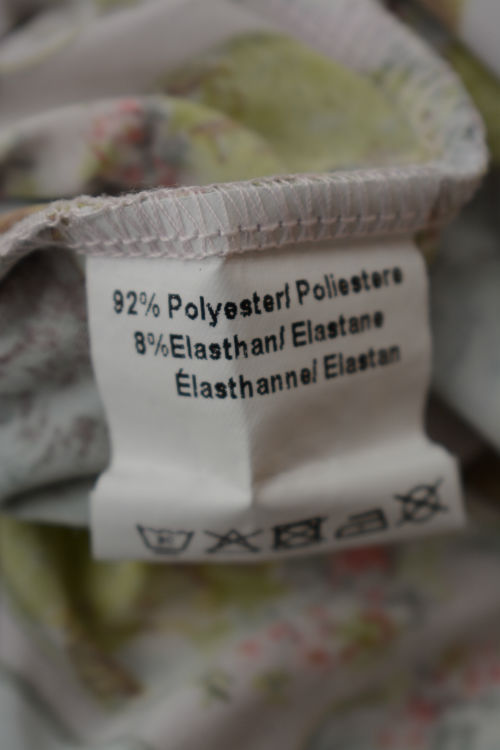 92% Polyester/ Poliestere
8%Elasthan/ Elastane
Élasthanne/ Elastan